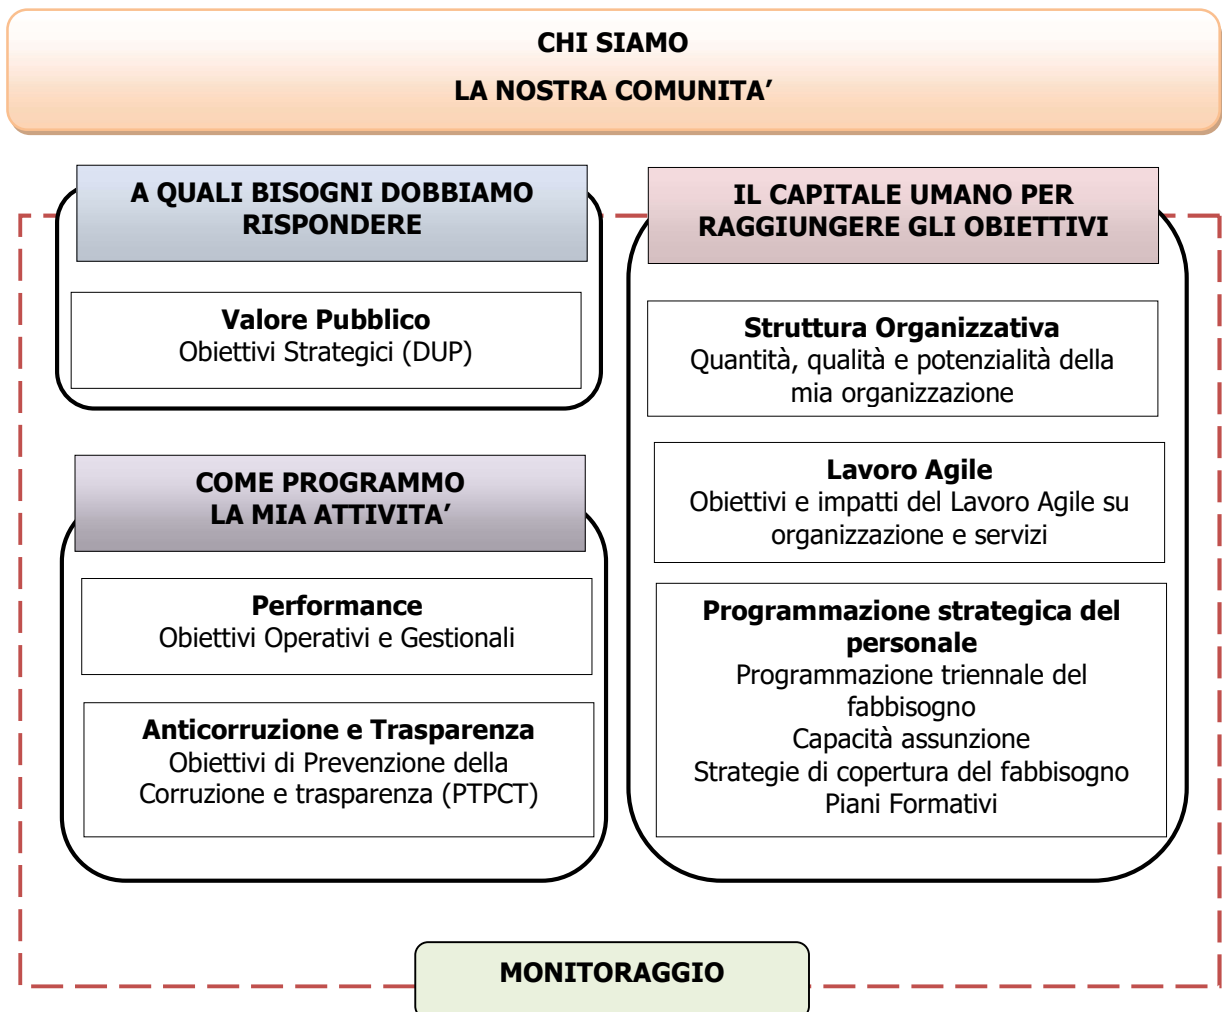 CHI SIAMO
LA NOSTRA COMUNITA’
A QUALI BISOGNI DOBBIAMO
RISPONDERE
Valore Pubblico
Obiettivi Strategici (DUP)
COME PROGRAMMO
LA MIA ATTIVITA’
Performance
Obiettivi Operativi e Gestionali
Anticorruzione e Trasparenza
Obiettivi di Prevenzione della
Corruzione e trasparenza (PTPCT)
IL CAPITALE UMANO PER
RAGGIUNGERE GLI OBIETTIVI
Struttura Organizzativa
Quantità, qualità e potenzialità della
mia organizzazione
Lavoro Agile
Obiettivi e impatti del Lavoro Agile su
organizzazione e servizi
Programmazione strategica del
personale
Programmazione triennale del
fabbisogno
Capacità assunzione
Strategie di copertura del fabbisogno
Piani Formativi
MONITORAGGIO